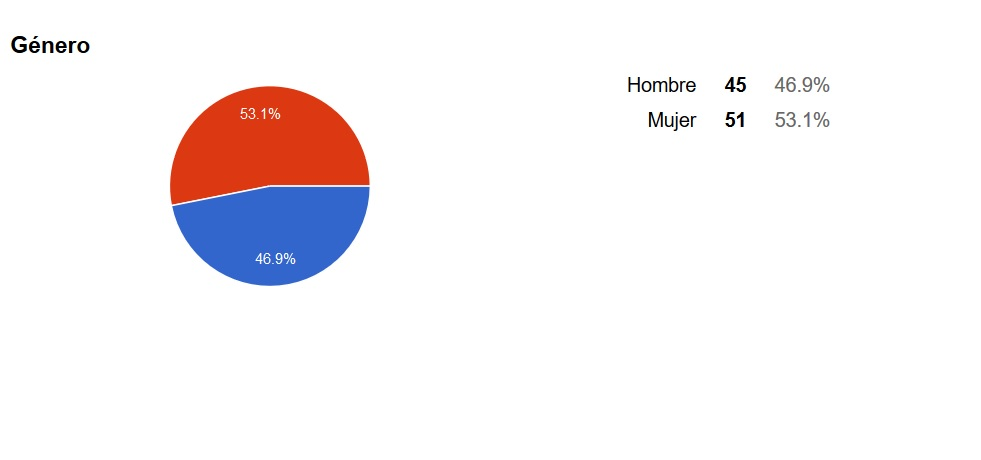 Género
53.1%
46.9%
Hombre 45 46.9%
Mujer 51 53.1%